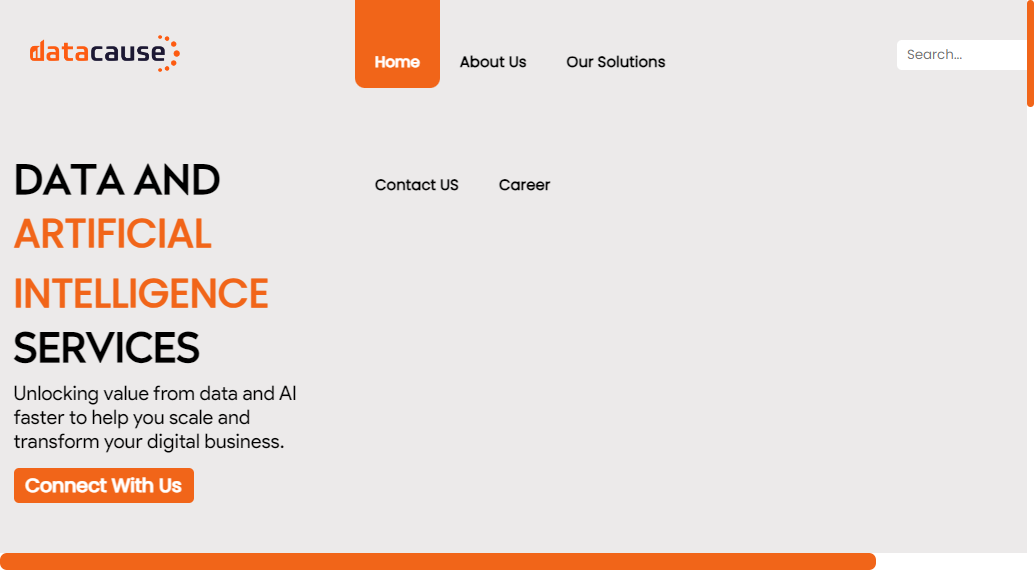 datacause
Home
About Us
Our Solutions
Search...
Contact US
Career
DATA AND
ARTIFICIAL
INTELLIGENCE
SERVICES
Unlocking value from data and AI
faster to help you scale and
transform your digital business.
Connect With Us